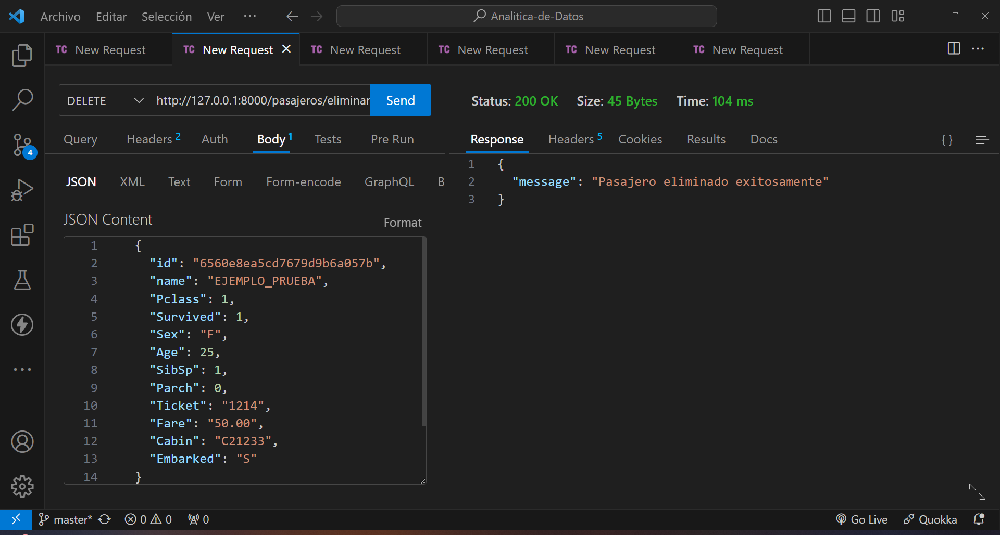 Archivo Editar Selección Ver ··· Analitica-de-Datos
TC New Request TC New Request TC New Request TC New Request TC New Request TC New Request ···
DELETE http://127.0.0.1:8000/pasajeros/eliminar Send
Query Headers 2 Auth Body 1 Tests Pre Run
JSON XML Text Form Form-encode GraphQL B
JSON Content
Format
1 {
2 "id": "6560e8ea5cd7679d9b6a057b",
3 "name": "EJEMPLO_PRUEBA",
4 "Pclass": 1,
5 "Survived": 1,
6 "Sex": "F",
7 "Age": 25,
8 "SibSp": 1,
9 "Parch": 0,
10 "Ticket": "1214",
11 "Fare": "50.00",
12 "Cabin": "C21233",
13 "Embarked": "S"
14 }
Status: 200 OK Size: 45 Bytes Time: 104 ms
Response Headers 5 Cookies Results Docs { }
1 {
2 "message": "Pasajero eliminado exitosamente"
3 }
4
master* 0 0 0 Go Live Quokka